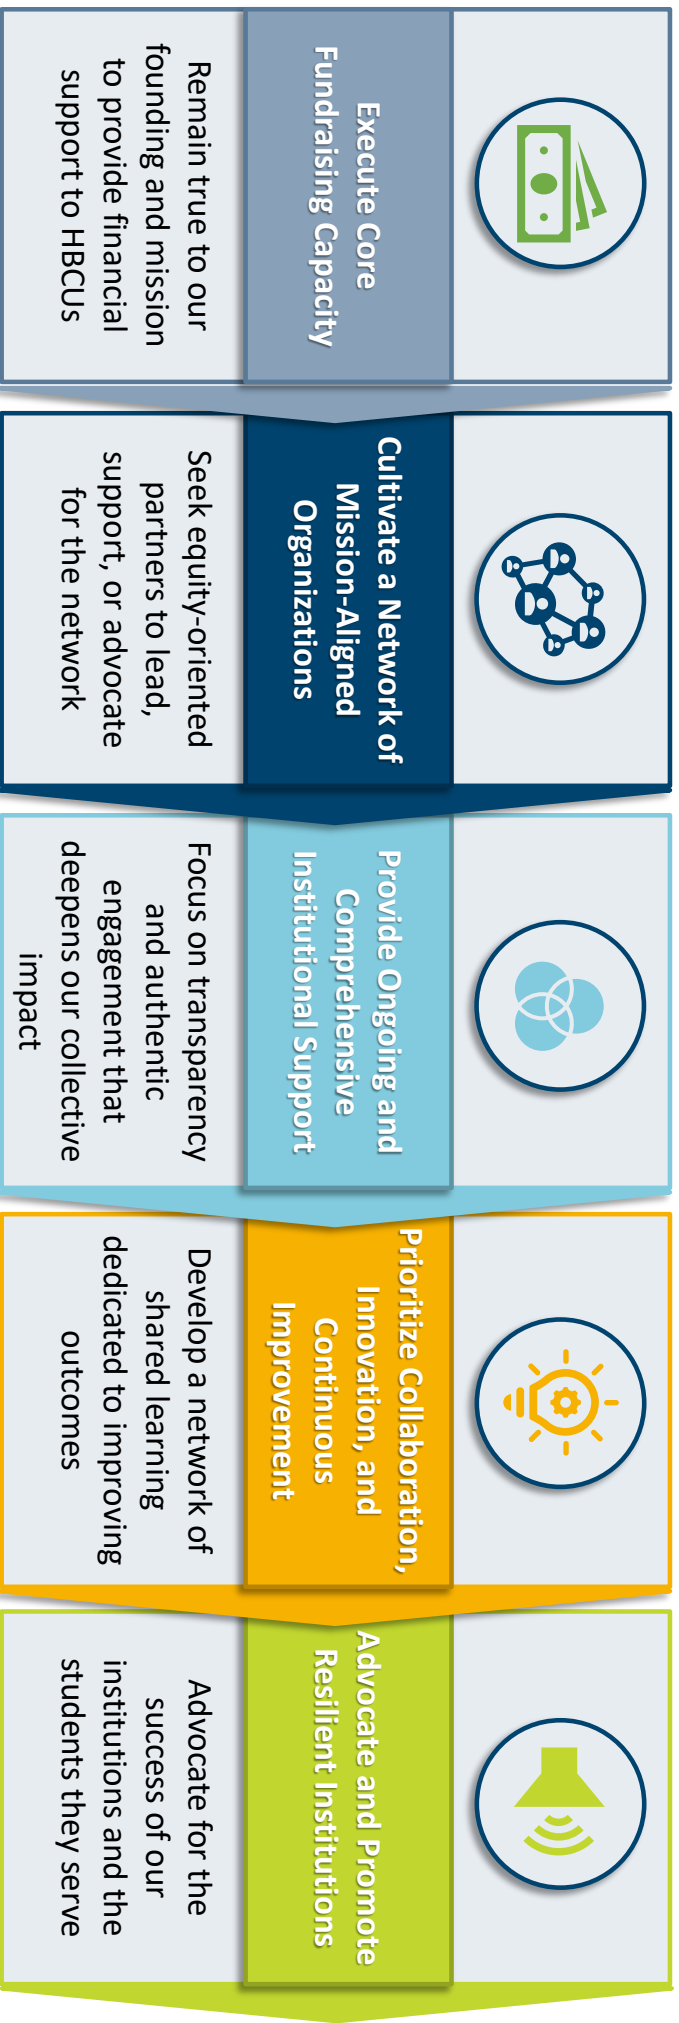 Execute Core
Fundraising Capacity
Remain true to our
founding and mission
to provide financial
support to HBCUs
Cultivate a Network of
Mission-Aligned
Organizations
Seek equity-oriented
partners to lead,
support, or advocate
for the network
Provide Ongoing and
Comprehensive
Institutional Support
Focus on transparency
and authentic
engagement that
deepens our collective
impact
Prioritize Collaboration,
Innovation, and
Continuous
Improvement
Develop a network of
shared learning
dedicated to improving
outcomes
Advocate and Promote
Resilient Institutions
Advocate for the
success of our
institutions and the
students they serve